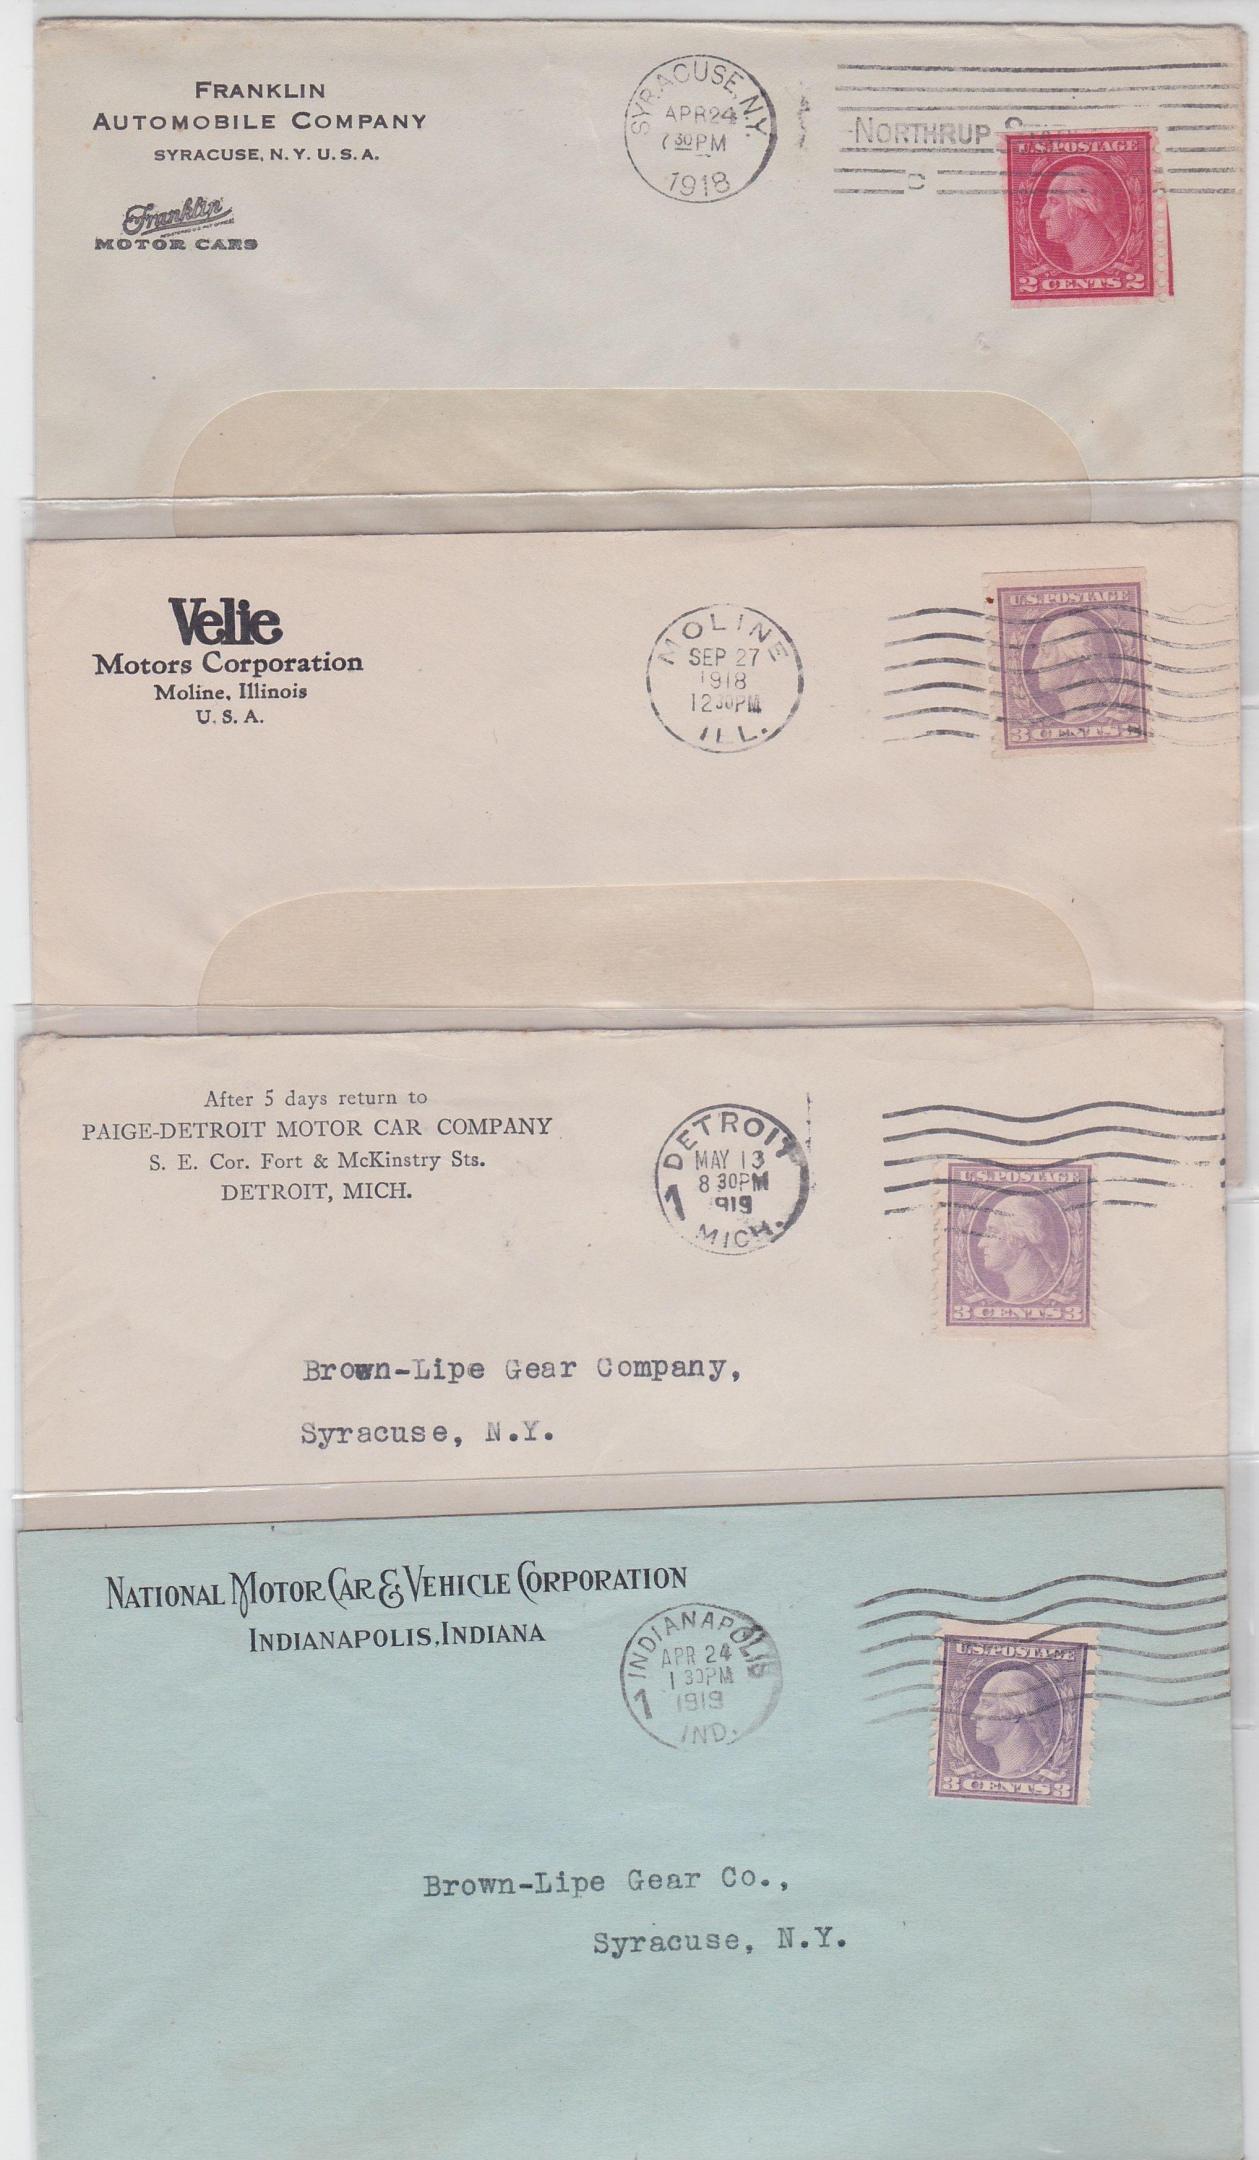 FRANKLIN
AUTOMOBILE COMPANY
SYRACUSE, N. Y. U. S. A.
Franklin
MOTOR CARS
SYRACUSE, N.Y.
APR 24
7 30 PM
1918
NORTHRUP
U.S. POSTAGE
2 CENTS 2
Velie
Motors Corporation
Moline, Illinois
U. S. A.
MOLINE
SEP 27
1918
12 30 PM
ILL.
U.S. POSTAGE
3 CENTS 3
After 5 days return to
PAIGE-DETROIT MOTOR CAR COMPANY
S. E. Cor. Fort & McKinstry Sts.
DETROIT, MICH.
DETROIT
MAY 13
8 30 PM
1919
1
MICH.
U.S. POSTAGE
3 CENTS 3
Brown-Lipe Gear Company,
Syracuse, N.Y.
NATIONAL MOTOR CAR & VEHICLE CORPORATION
INDIANAPOLIS, INDIANA
INDIANAPOLIS
APR 24
1 30 PM
1919
1
IND.
U.S. POSTAGE
3 CENTS 3
Brown-Lipe Gear Co.,
Syracuse, N.Y.